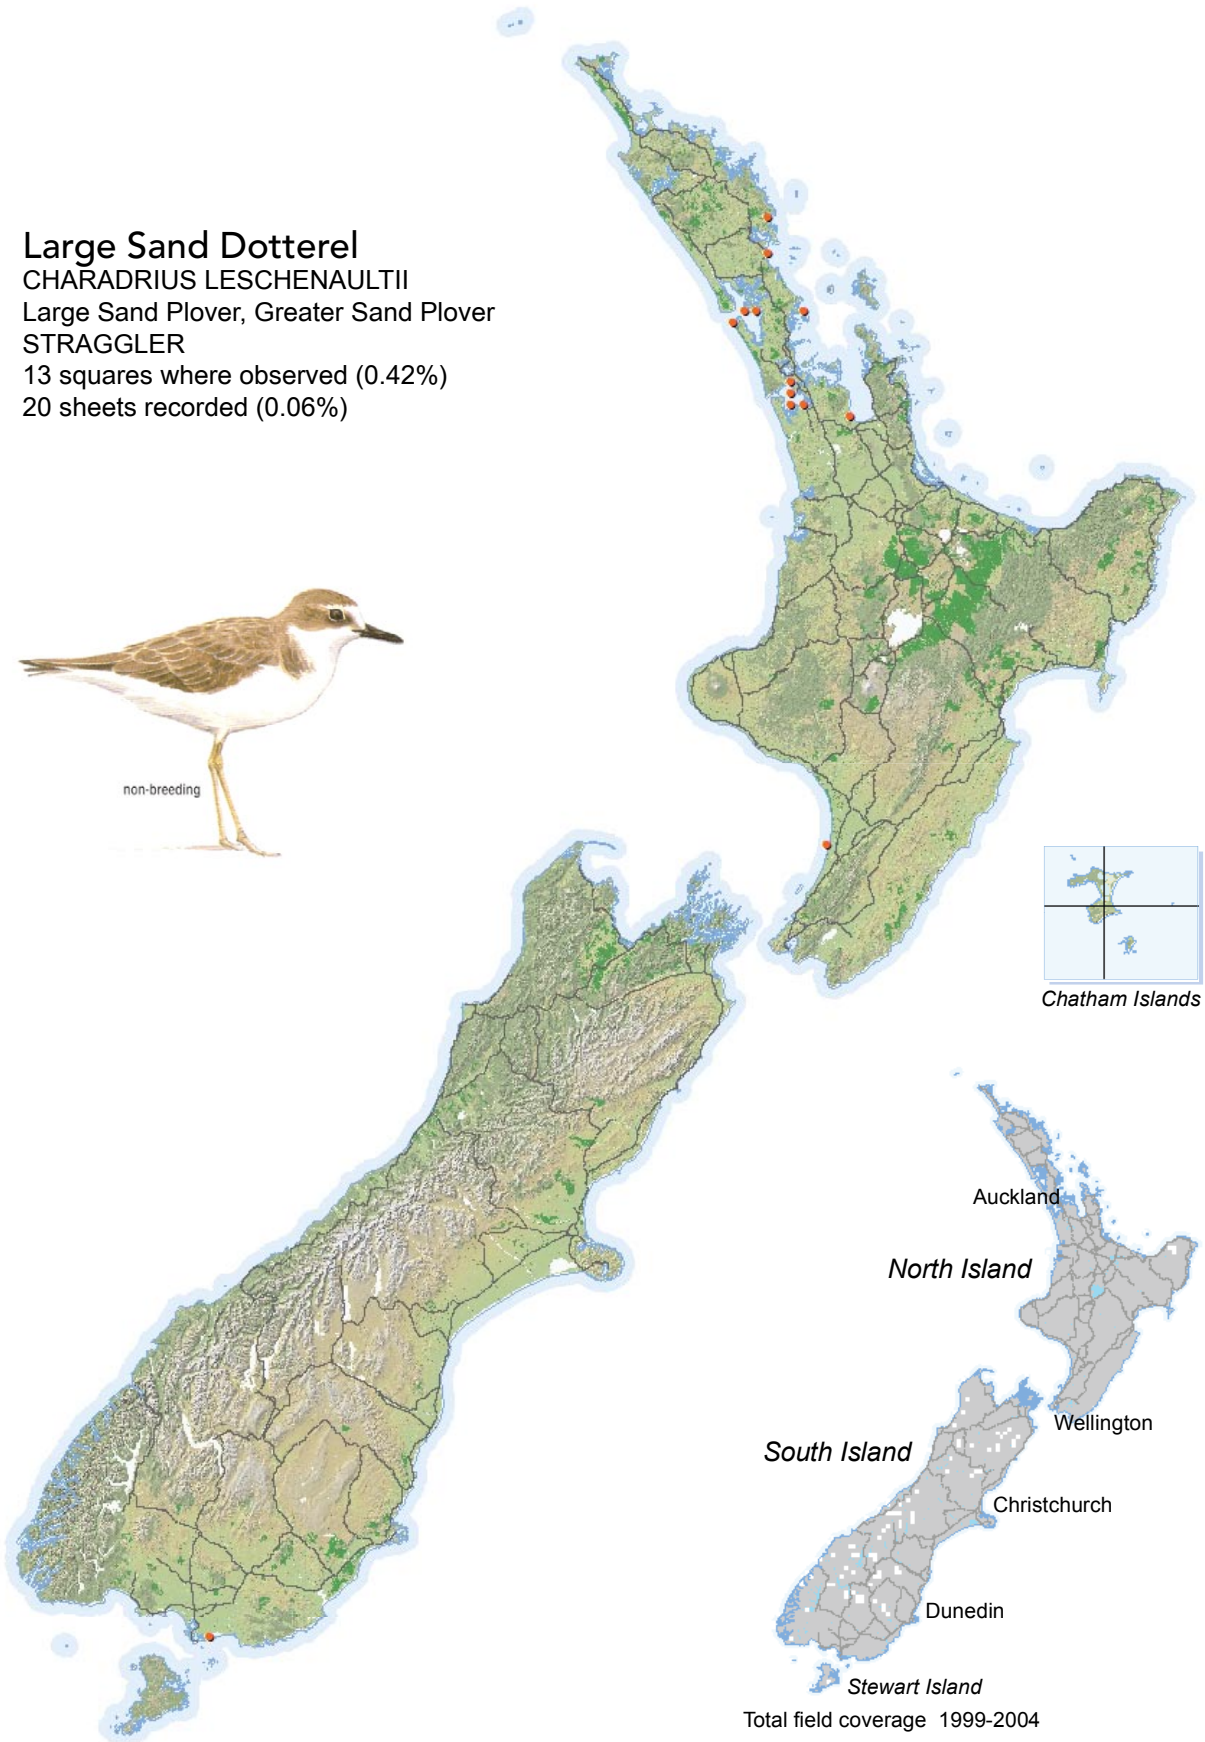 Large Sand Dotterel
CHARADRIUS LESCHENAULTII
Large Sand Plover, Greater Sand Plover
STRAGGLER
13 squares where observed (0.42%)
20 sheets recorded (0.06%)
non-breeding
Chatham Islands
Auckland
North Island
Wellington
South Island
Christchurch
Dunedin
Stewart Island
Total field coverage 1999-2004